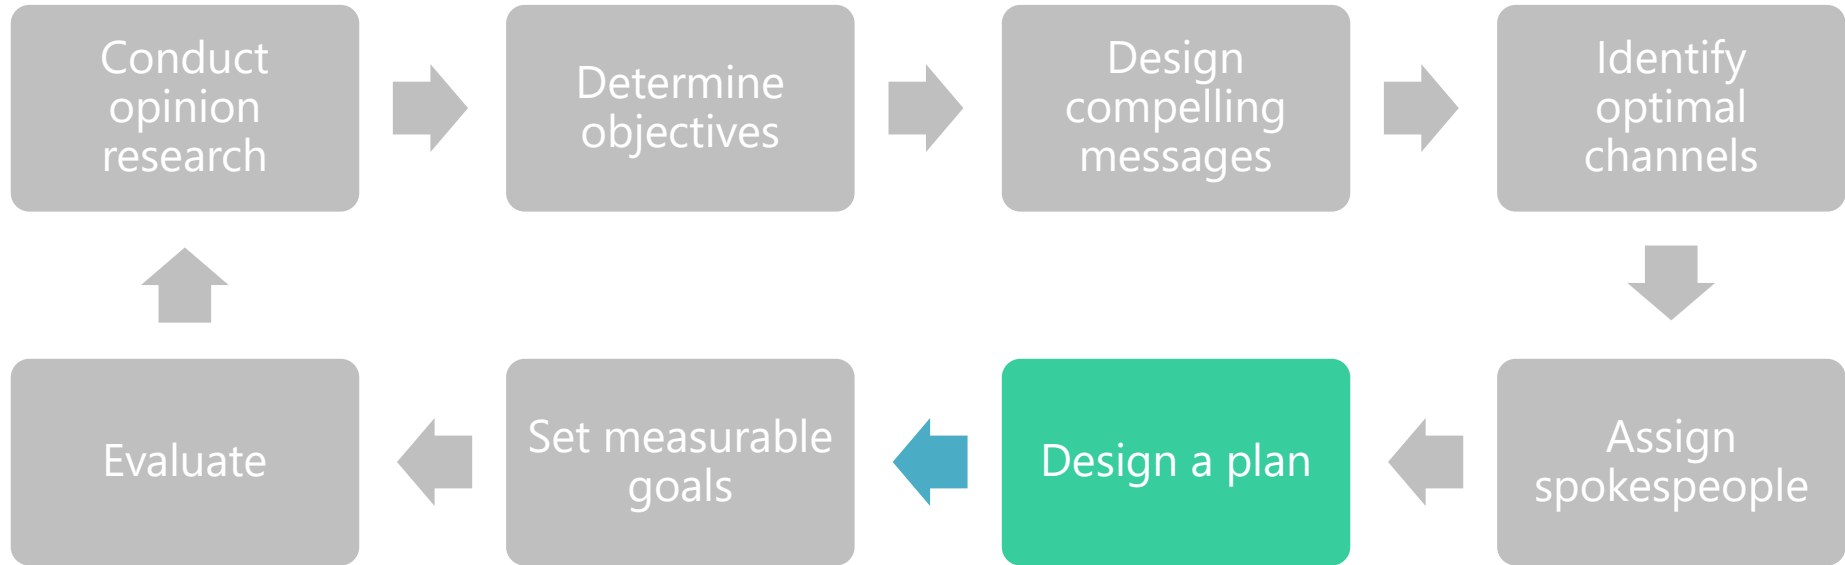 Conduct
opinion
research
Determine
objectives
Design
compelling
messages
Identify
optimal
channels
Evaluate
Set measurable
goals
Design a plan
Assign
spokespeople